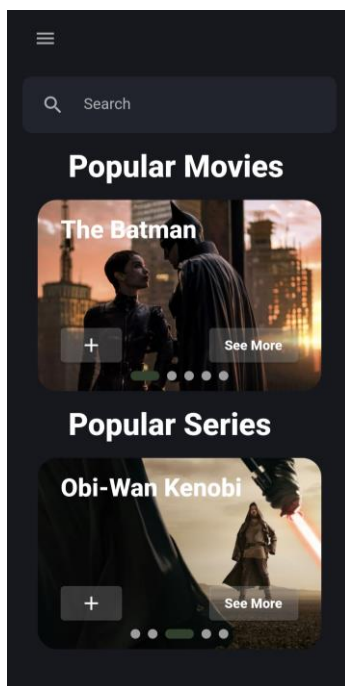 Search
Popular Movies
The Batman
+
See More
Popular Series
Obi-Wan Kenobi
+
See More